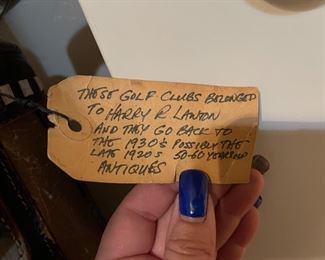 THESE GOLF CLUBS BELONGED
TO HARRY R LAWTON
AND THEY GO BACK TO
THE 1930'S POSSIBLY THE
LATE 1920S 50-60 YEARS OLD
ANTIQUES